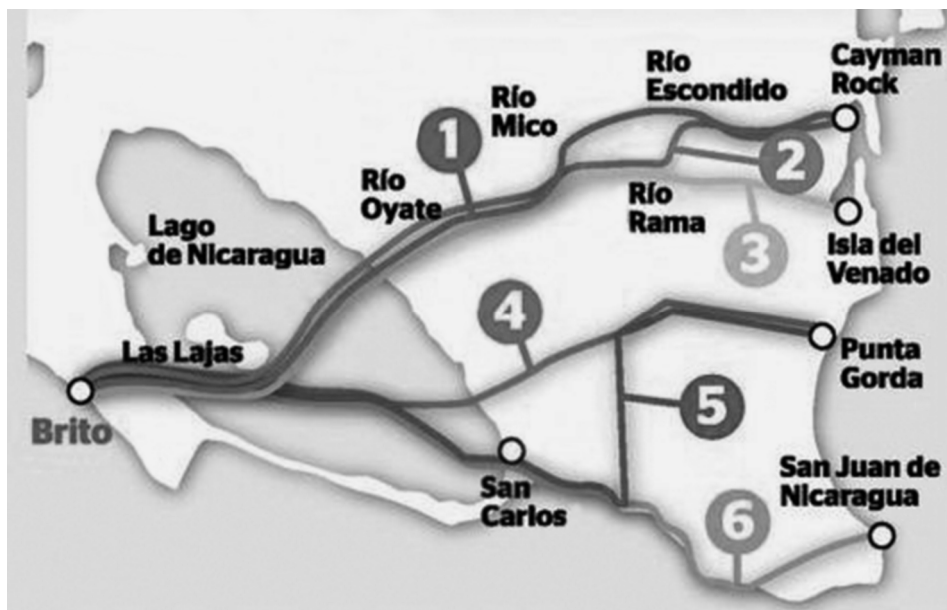 Cayman
Rock
Río
Escondido
Río
Mico
1
2
Río
Oyate
Río
Rama
Lago
de Nicaragua
3
Isla del
Venado
4
Las Lajas
Punta
Gorda
5
Brito
San Juan de
Nicaragua
San
Carlos
6